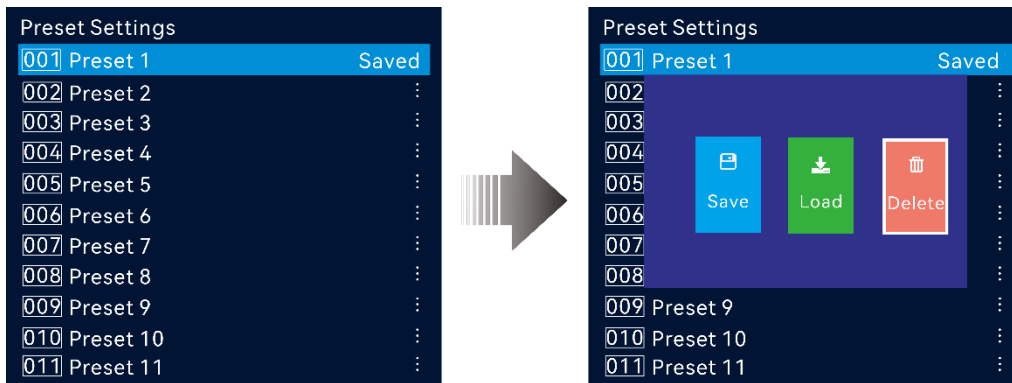 Preset Settings
001 Preset 1 Saved
002 Preset 2
003 Preset 3
004 Preset 4
005 Preset 5
006 Preset 6
007 Preset 7
008 Preset 8
009 Preset 9
010 Preset 10
011 Preset 11
Preset Settings
001 Preset 1 Saved
002
003
004
005
006
007
008
Save
Load
Delete
009 Preset 9
010 Preset 10
011 Preset 11